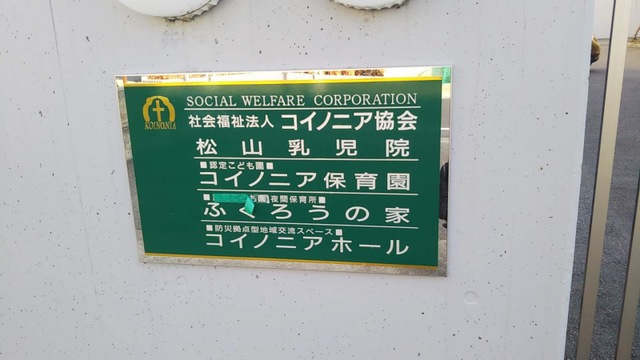 KOINONIA
SOCIAL WELFARE CORPORATION
社会福祉法人 コイノニア協会
松山乳児院
■認定こども園■
コイノニア保育園
夜間保育所■
ふくろうの家
■防災拠点型地域交流スペース■
コイノニアホール